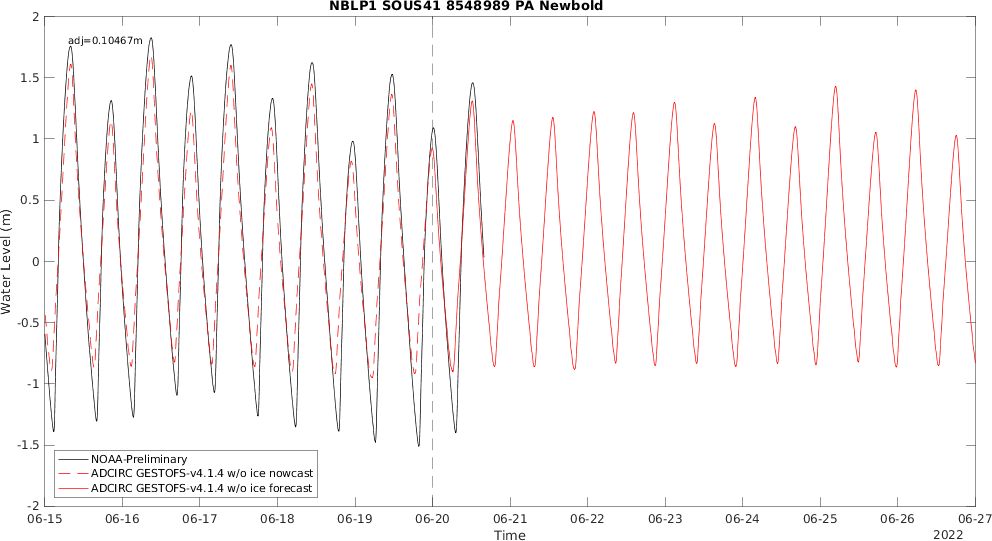 NBLP1 SOUS41 8548989 PA Newbold
adj=0.10467m
Water Level (m)
2
1.5
1
0.5
0
-0.5
-1
-1.5
-2
NOAA-Preliminary
ADCIRC GESTOFS-v4.1.4 w/o ice nowcast
ADCIRC GESTOFS-v4.1.4 w/o ice forecast
06-15 06-16 06-17 06-18 06-19 06-20 06-21 06-22 06-23 06-24 06-25 06-26 06-27
Time
2022